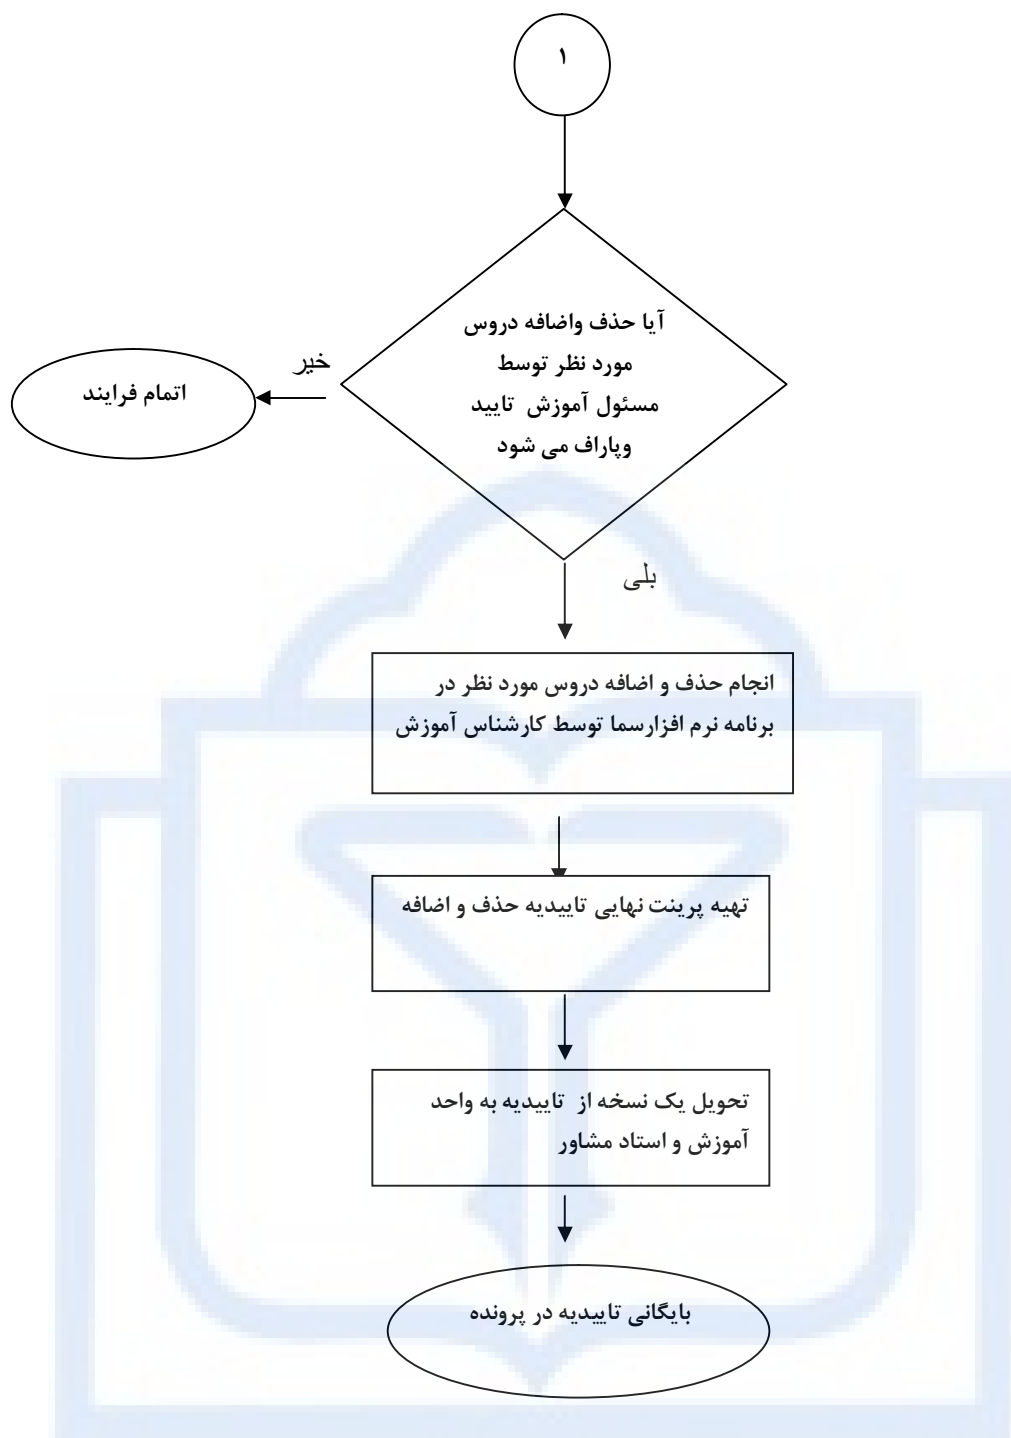 ۱
آیا حذف واضافه دروس
مورد نظر توسط
مسئول آموزش تایید
وپاراف می شود
خیر
اتمام فرایند
بلی
انجام حذف و اضافه دروس مورد نظر در
برنامه نرم افزارسما توسط کارشناس آموزش
تهیه پرینت نهایی تاییدیه حذف و اضافه
تحویل یک نسخه از تاییدیه به واحد
آموزش و استاد مشاور
بایگانی تاییدیه در پرونده